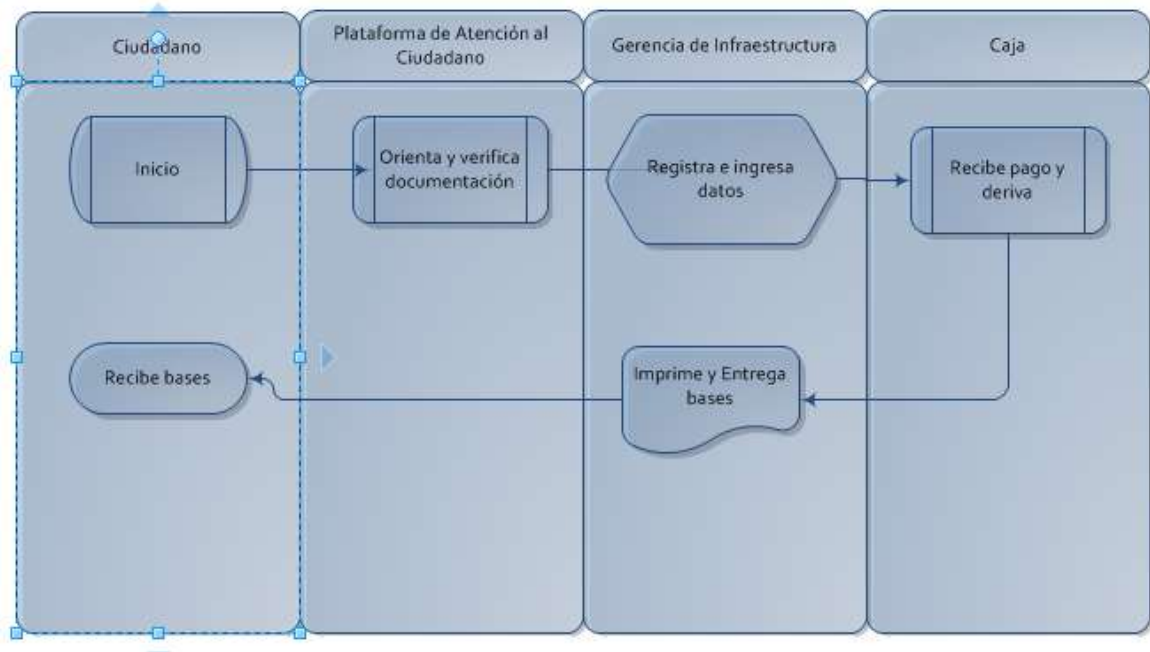 Ciudadano
Plataforma de Atención al
Ciudadano
Gerencia de Infraestructura
Caja
Inicio
Orienta y verifica
documentación
Registra e ingresa
datos
Recibe pago y
deriva
Recibe bases
Imprime y Entrega
bases